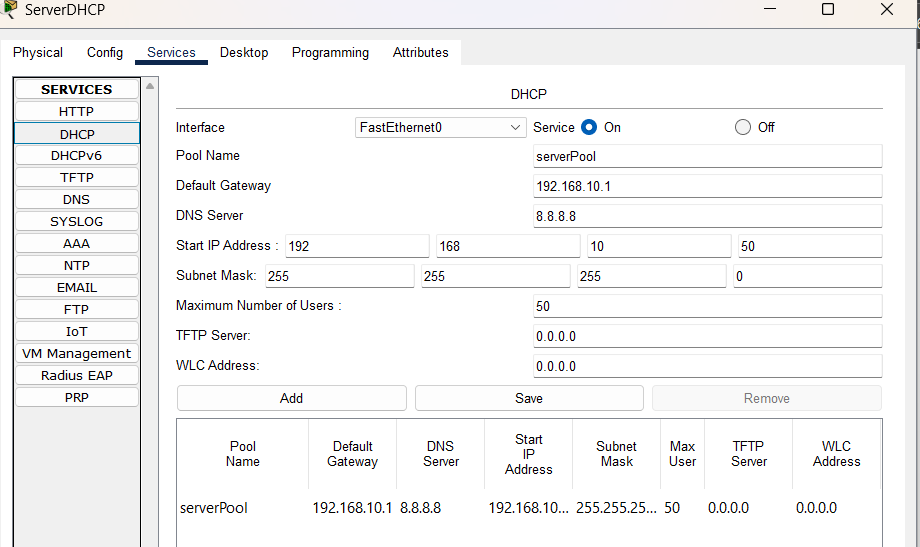 ServerDHCP
Physical Config Services Desktop Programming Attributes
SERVICES
HTTP
DHCP
DHCPv6
TFTP
DNS
SYSLOG
AAA
NTP
EMAIL
FTP
IoT
VM Management
Radius EAP
PRP
DHCP
Interface FastEthernet0 Service On Off
Pool Name serverPool
Default Gateway 192.168.10.1
DNS Server 8.8.8.8
Start IP Address : 192 168 10 50
Subnet Mask: 255 255 255 0
Maximum Number of Users : 50
TFTP Server: 0.0.0.0
WLC Address: 0.0.0.0
Add Save Remove
Pool Name Default Gateway DNS Server Start IP Address Subnet Mask Max User TFTP Server WLC Address
serverPool 192.168.10.1 8.8.8.8 192.168.10... 255.255.25... 50 0.0.0.0 0.0.0.0